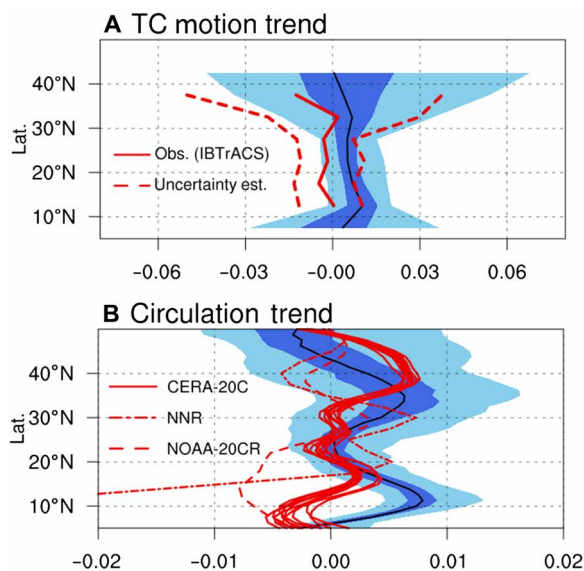 A TC motion trend
40°N
30°N
20°N
10°N
Lat.
Obs. (IBTrACS)
Uncertainty est.
−0.06 −0.03 −0.00 0.03 0.06
B Circulation trend
40°N
30°N
20°N
10°N
Lat.
CERA-20C
NNR
NOAA-20CR
−0.02 −0.01 0.00 0.01 0.02